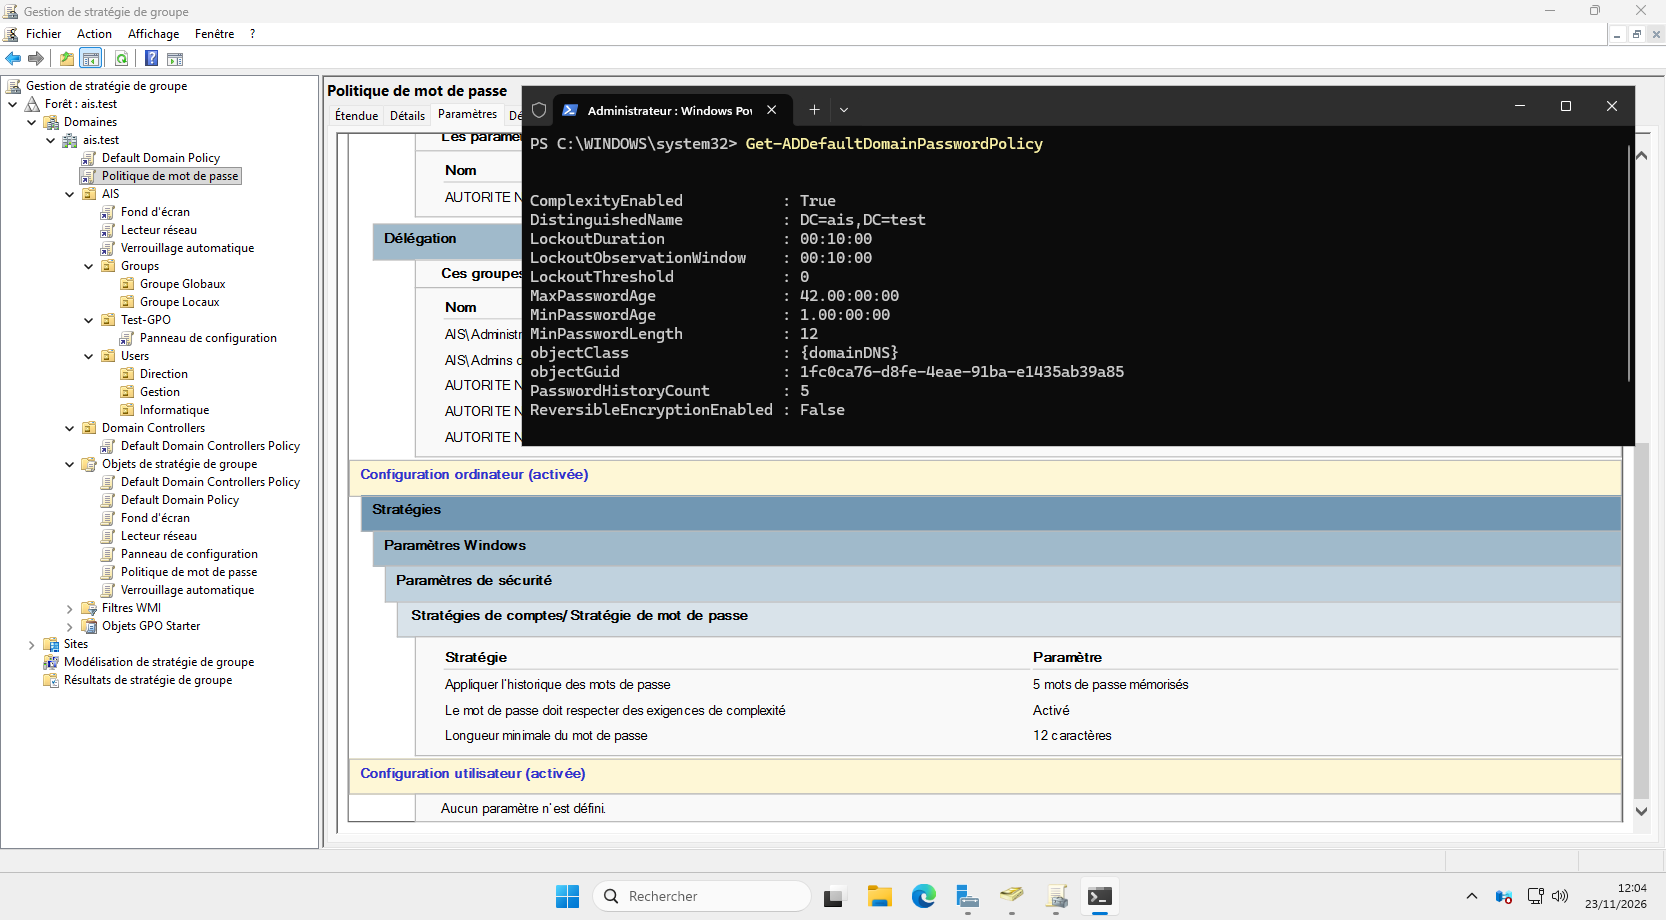 Gestion de stratégie de groupe
Fichier Action Affichage Fenêtre ?
Gestion de stratégie de groupe
Forêt : ais.test
Domaines
ais.test
Default Domain Policy
Politique de mot de passe
AIS
Fond d'écran
Lecteur réseau
Verrouillage automatique
Groups
Groupe Globaux
Groupe Locaux
Test-GPO
Panneau de configuration
Users
Direction
Gestion
Informatique
Domain Controllers
Default Domain Controllers Policy
Objets de stratégie de groupe
Default Domain Controllers Policy
Default Domain Policy
Fond d'écran
Lecteur réseau
Panneau de configuration
Politique de mot de passe
Verrouillage automatique
Filtres WMI
Objets GPO Starter
Sites
Modélisation de stratégie de groupe
Résultats de stratégie de groupe
Politique de mot de passe
Étendue Détails Paramètres
Les
Nom
AUTORITE
Délégation
Ces groupes
Nom
AIS\Administr
AIS\Admins
AUTORITE
AUTORITE
AUTORITE
Administrateur : Windows
PS C:\WINDOWS\system32> Get-ADDefaultDomainPasswordPolicy
ComplexityEnabled : True
DistinguishedName : DC=ais,DC=test
LockoutDuration : 00:10:00
LockoutObservationWindow : 00:10:00
LockoutThreshold : 0
MaxPasswordAge : 42.00:00:00
MinPasswordAge : 1.00:00:00
MinPasswordLength : 12
objectClass : {domainDNS}
objectGuid : 1fc0ca76-d8fe-4eae-91ba-e1435ab39a85
PasswordHistoryCount : 5
ReversibleEncryptionEnabled : False
Configuration ordinateur (activée)
Stratégies
Paramètres Windows
Paramètres de sécurité
Stratégies de comptes/Stratégie de mot de passe
Stratégie Paramètre
Appliquer l'historique des mots de passe 5 mots de passe mémorisés
Le mot de passe doit respecter des exigences de complexité Activé
Longueur minimale du mot de passe 12 caractères
Configuration utilisateur (activée)
Aucun paramètre n'est défini.
Rechercher
12:04
23/11/2026